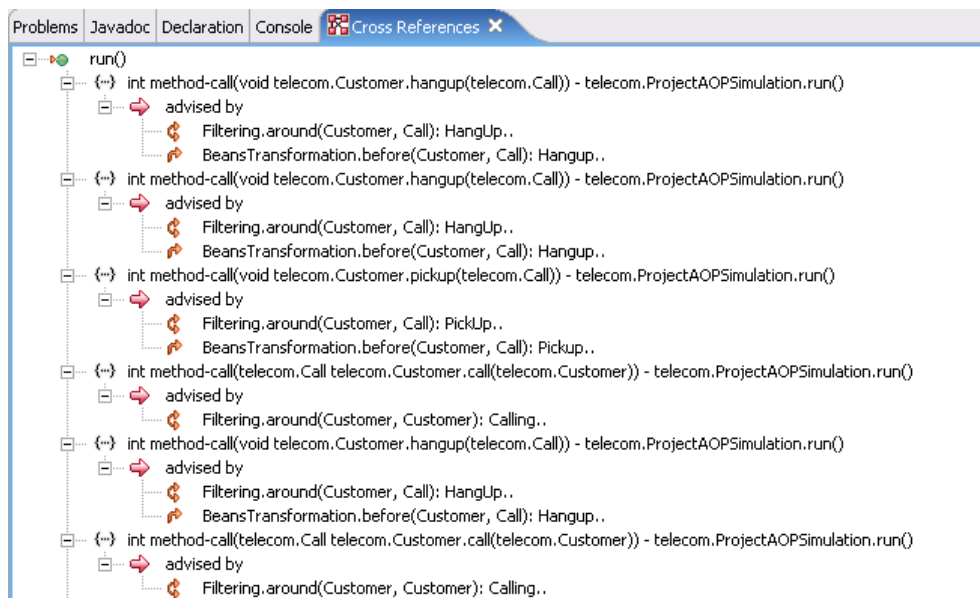 Problems Javadoc Declaration Console Cross References
run()
{...} int method-call(void telecom.Customer.hangup(telecom.Call)) - telecom.ProjectAOPSimulation.run()
advised by
Filtering.around(Customer, Call): HangUp..
BeansTransformation.before(Customer, Call): Hangup..
{...} int method-call(void telecom.Customer.hangup(telecom.Call)) - telecom.ProjectAOPSimulation.run()
advised by
Filtering.around(Customer, Call): HangUp..
BeansTransformation.before(Customer, Call): Hangup..
{...} int method-call(void telecom.Customer.pickup(telecom.Call)) - telecom.ProjectAOPSimulation.run()
advised by
Filtering.around(Customer, Call): PickUp..
BeansTransformation.before(Customer, Call): Pickup..
{...} int method-call(telecom.Call telecom.Customer.call(telecom.Customer)) - telecom.ProjectAOPSimulation.run()
advised by
Filtering.around(Customer, Customer): Calling..
{...} int method-call(void telecom.Customer.hangup(telecom.Call)) - telecom.ProjectAOPSimulation.run()
advised by
Filtering.around(Customer, Call): HangUp..
BeansTransformation.before(Customer, Call): Hangup..
{...} int method-call(telecom.Call telecom.Customer.call(telecom.Customer)) - telecom.ProjectAOPSimulation.run()
advised by
Filtering.around(Customer, Customer): Calling..